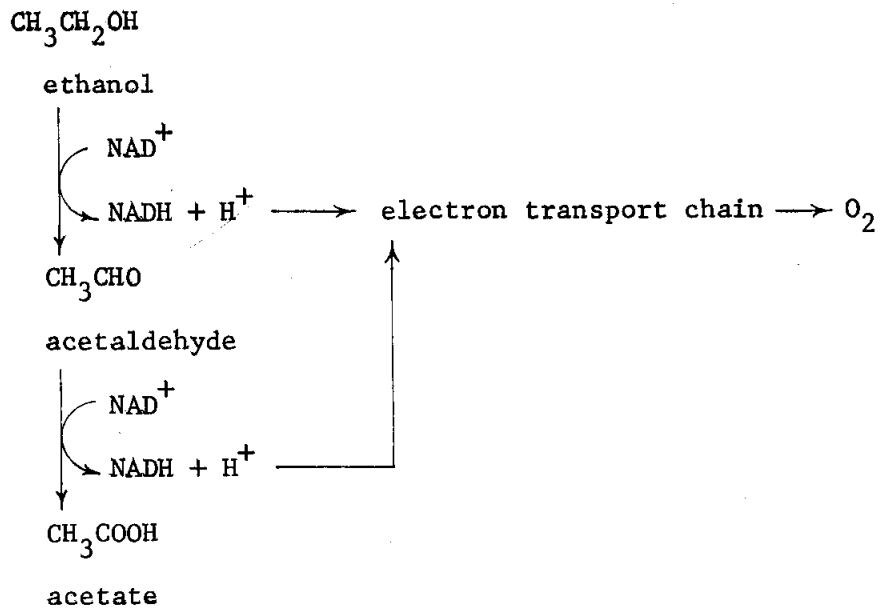 CH₃CH₂OH
ethanol
NAD⁺
NADH + H⁺ electron transport chain O₂
CH₃CHO
acetaldehyde
NAD⁺
NADH + H⁺
CH₃COOH
acetate